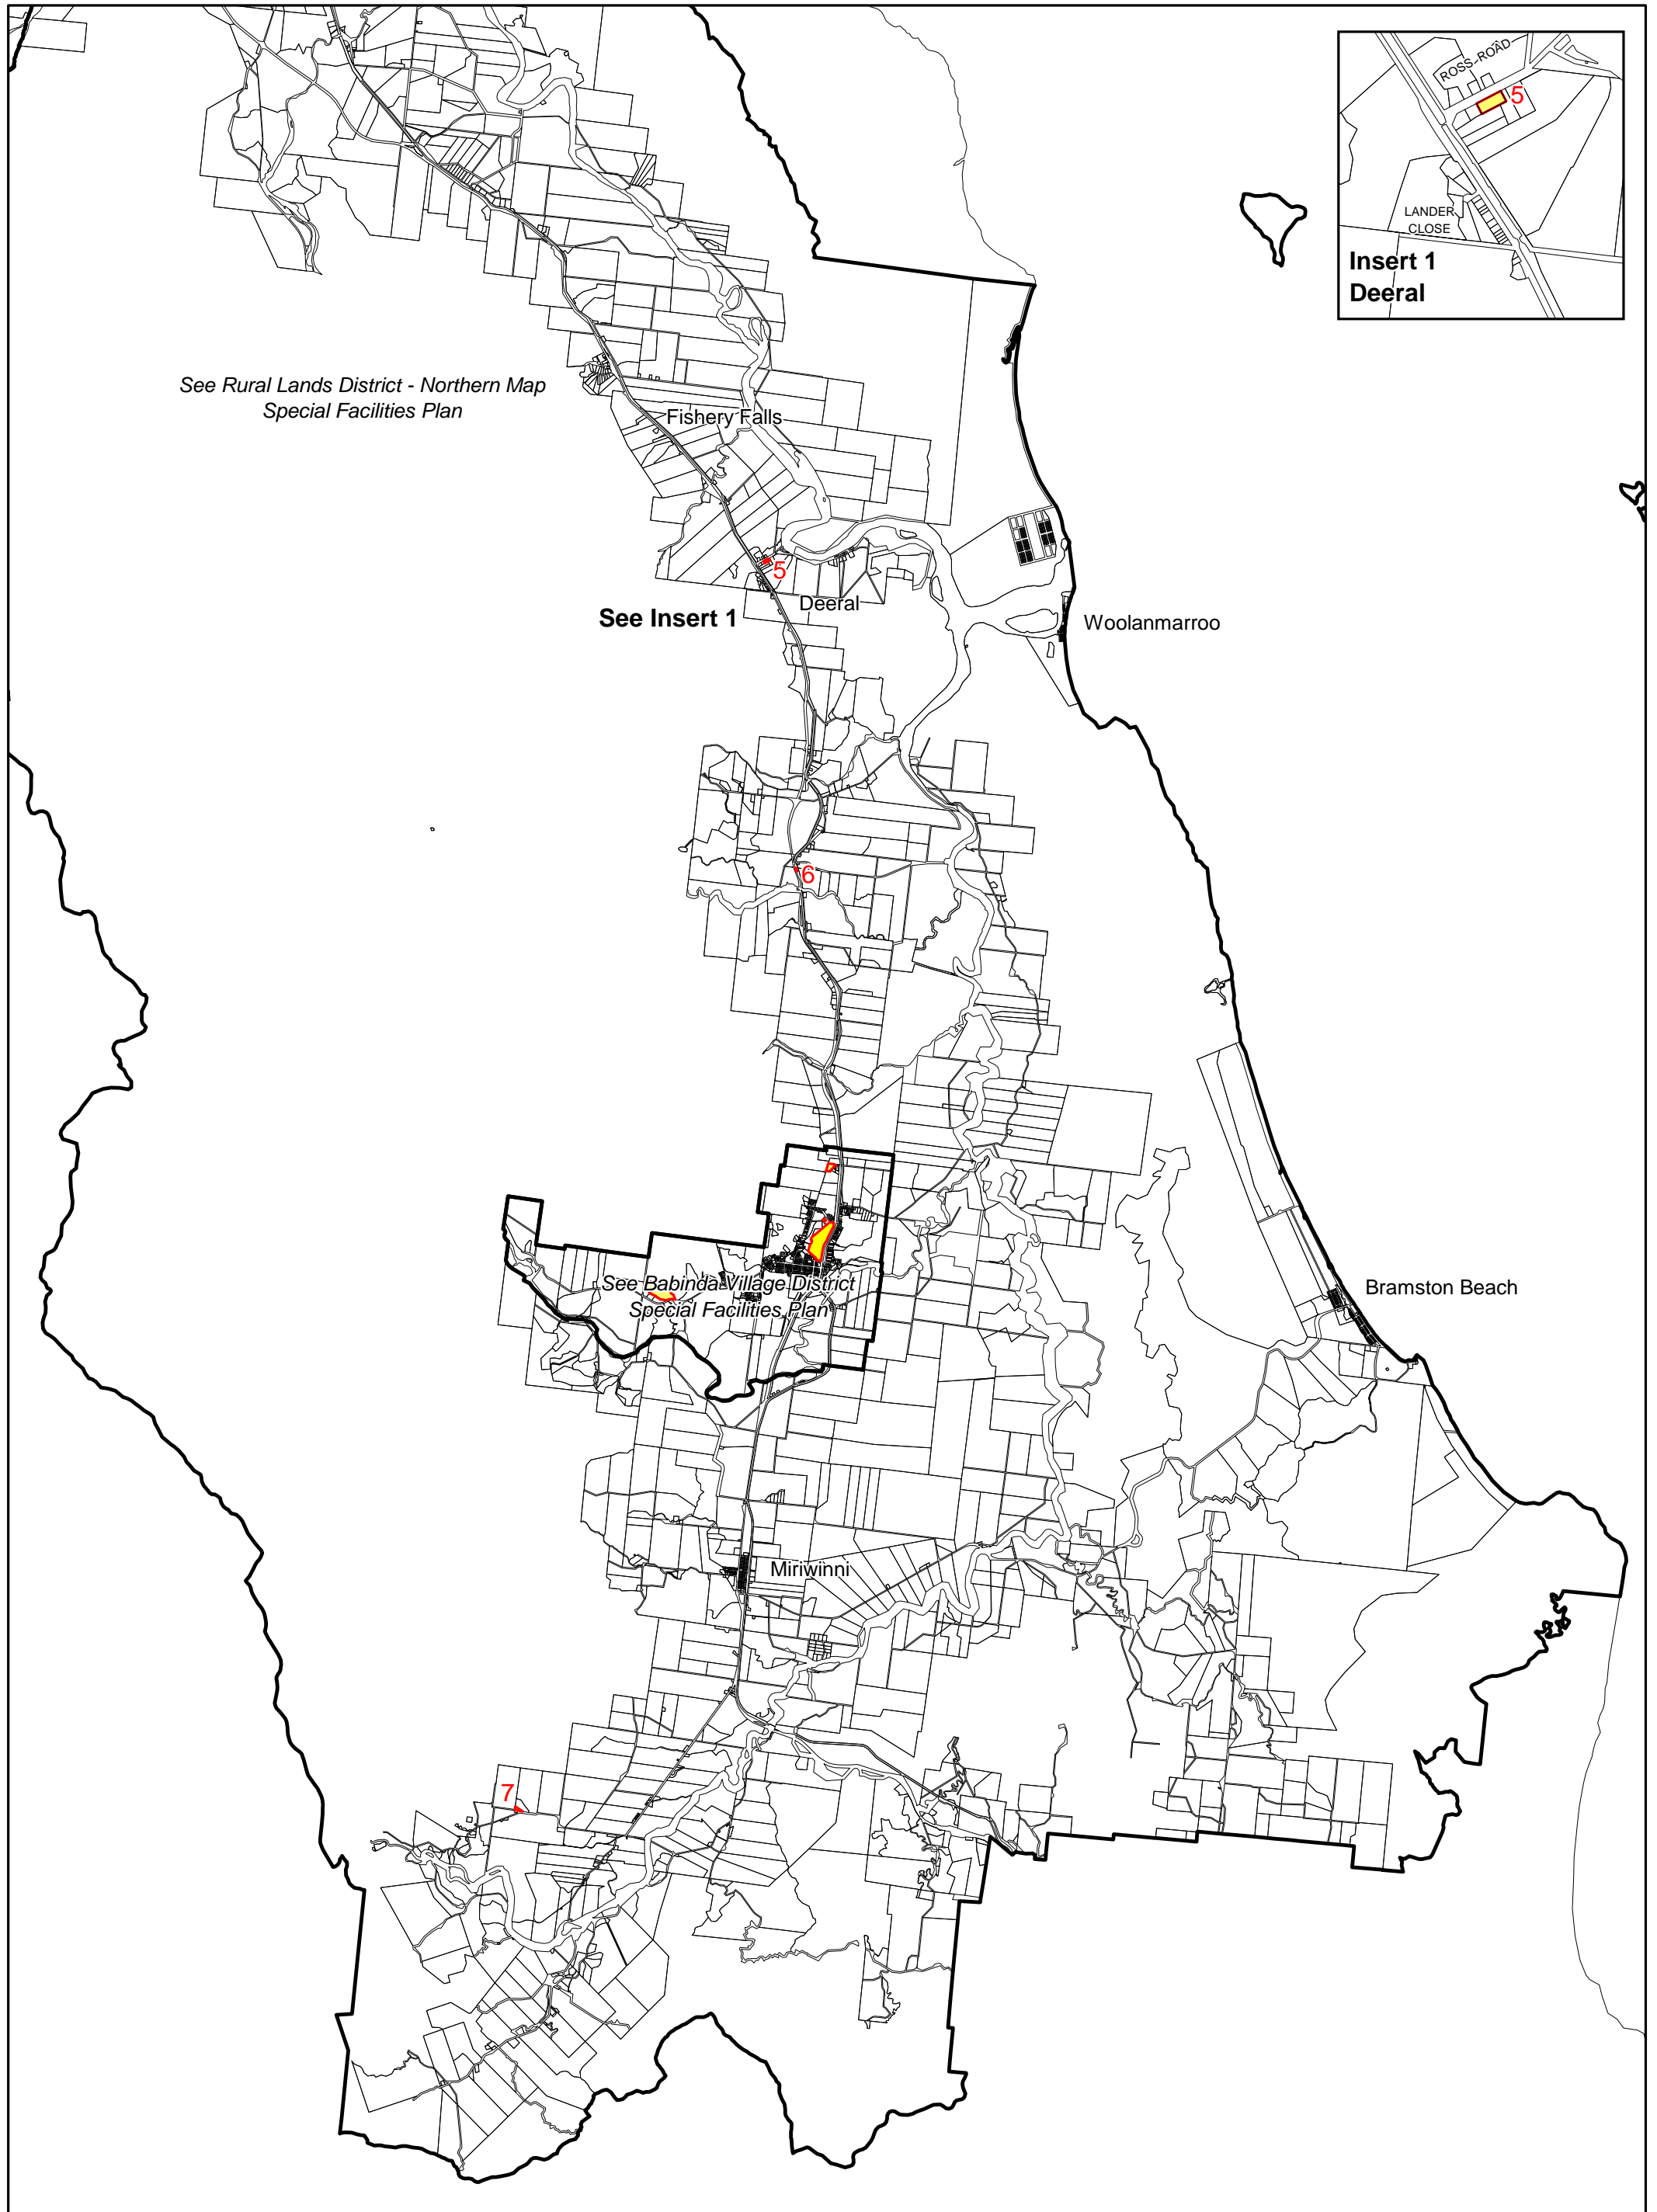 ROSS ROAD
5
LANDER
CLOSE
Insert 1
Deeral
See Rural Lands District - Northern Map
Special Facilities Plan
Fishery Falls
5
Deeral
See Insert 1
Woolanmarroo
6
See Babinda Village District
Special Facilities Plan
Bramston Beach
Miriwinni
7